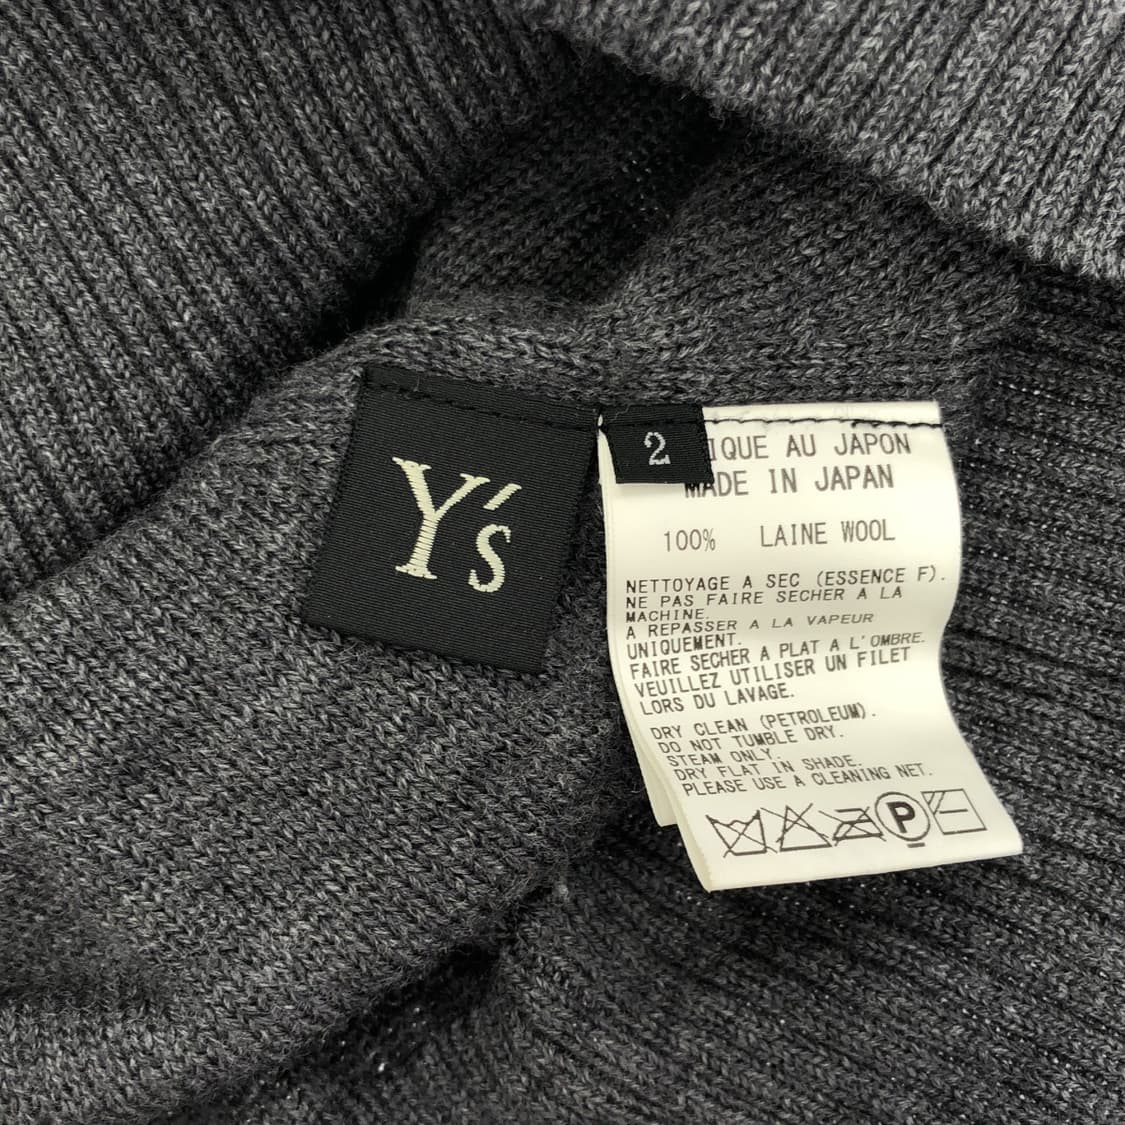 Y's
2
IQUE AU JAPON
MADE IN JAPAN
100% LAINE WOOL
NETTOYAGE A SEC (ESSENCE F).
NE PAS FAIRE SECHER A LA
MACHINE.
A REPASSER A LA VAPEUR
UNIQUEMENT.
FAIRE SECHER A PLAT A L'OMBRE.
VEUILLEZ UTILISER UN FILET
LORS DU LAVAGE.
DRY CLEAN (PETROLEUM).
DO NOT TUMBLE DRY.
STEAM ONLY.
DRY FLAT IN SHADE.
PLEASE USE A CLEANING NET.
P